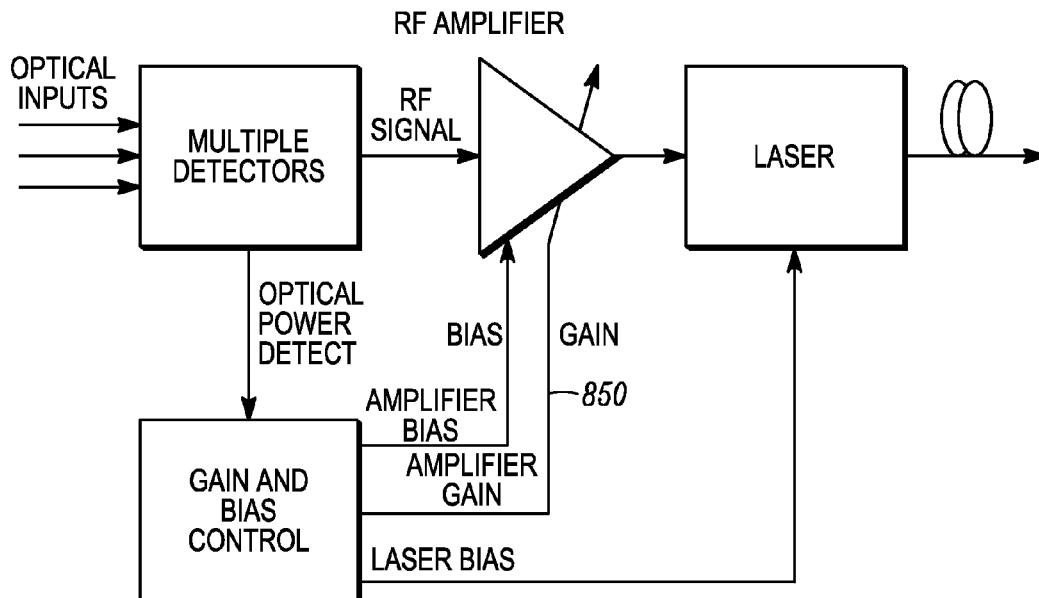 RF AMPLIFIER
OPTICAL
INPUTS
MULTIPLE
DETECTORS
RF
SIGNAL
LASER
OPTICAL
POWER
DETECT
BIAS
GAIN
850
AMPLIFIER
BIAS
AMPLIFIER
GAIN
GAIN AND
BIAS
CONTROL
LASER BIAS